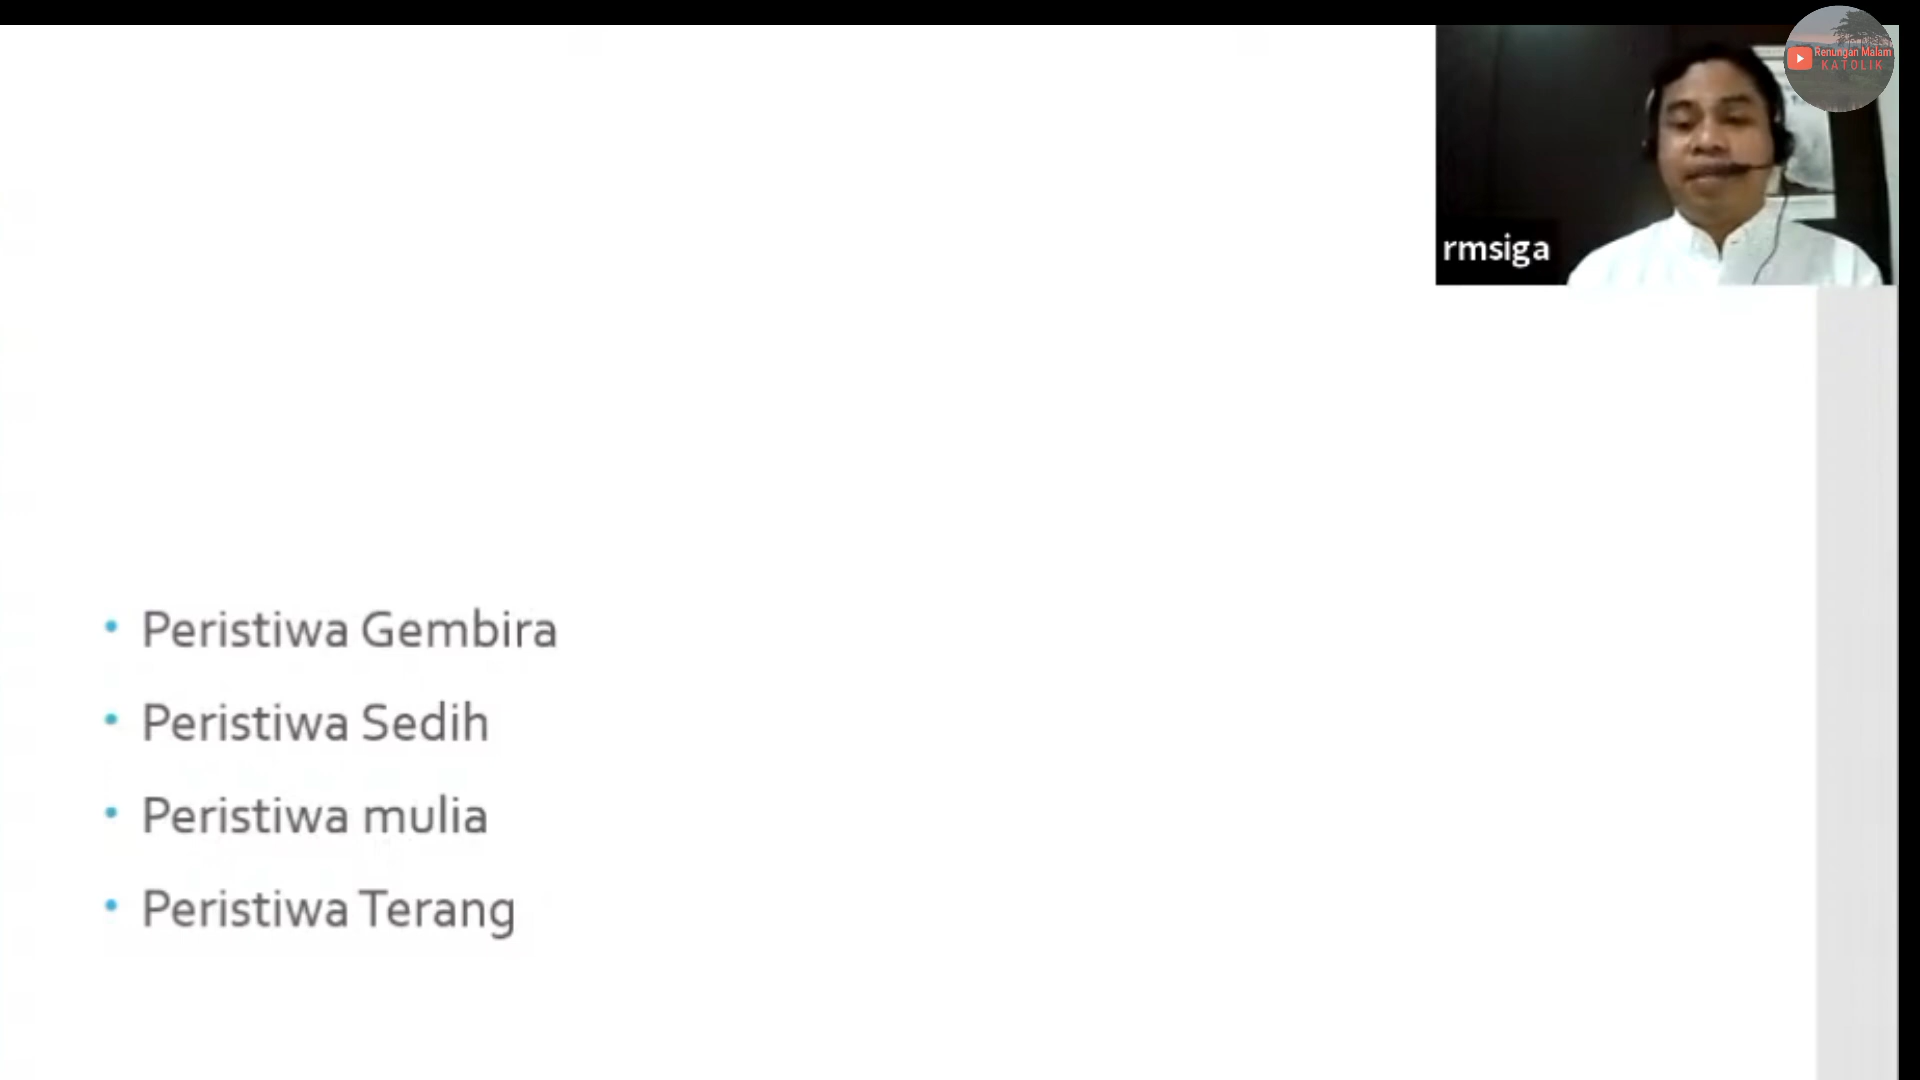 Renungan Malam
KATOLIK
rmsiga
Peristiwa Gembira
Peristiwa Sedih
Peristiwa mulia
Peristiwa Terang